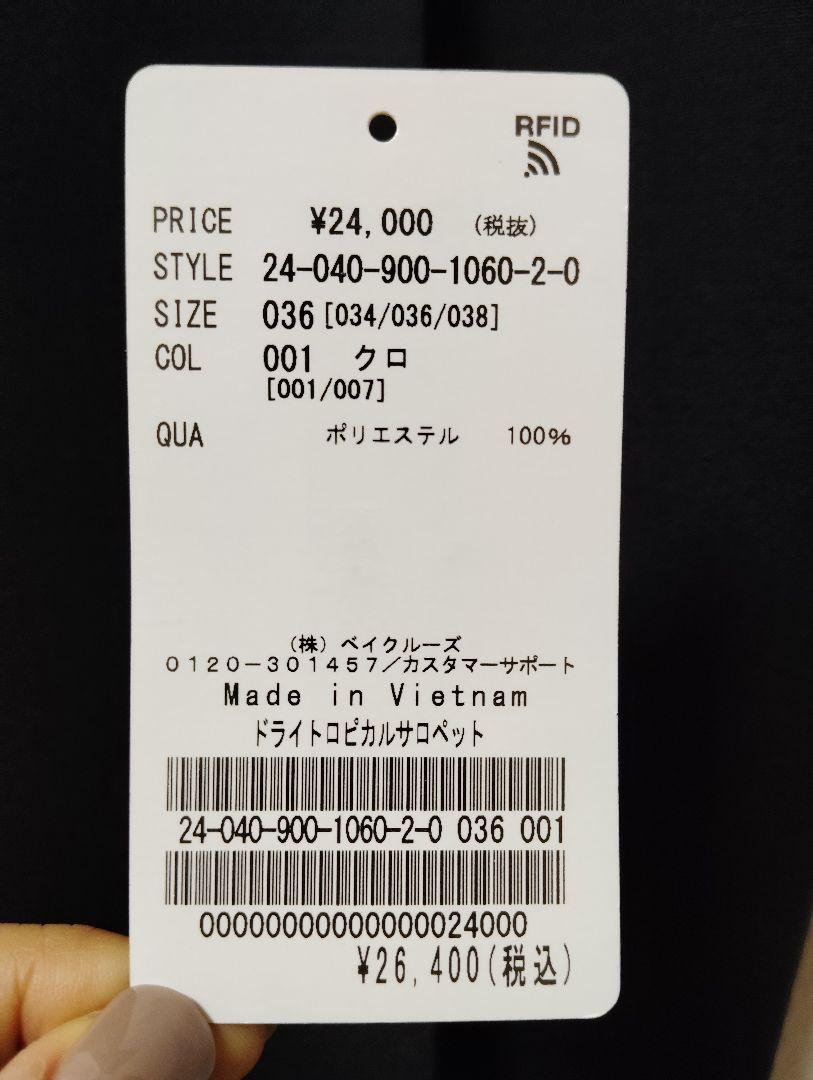 RFID
PRICE ¥24,000 (税抜)
STYLE 24-040-900-1060-2-0
SIZE 036 [034/036/038]
COL 001 クロ
[001/007]
QUA ポリエステル 100%
(株) ベイクルーズ
0120-301457/カスタマーサポート
Made in Vietnam
ドライトロピカルサロペット
24-040-900-1060-2-0 036 001
00000000000000024000
¥26,400(税込)